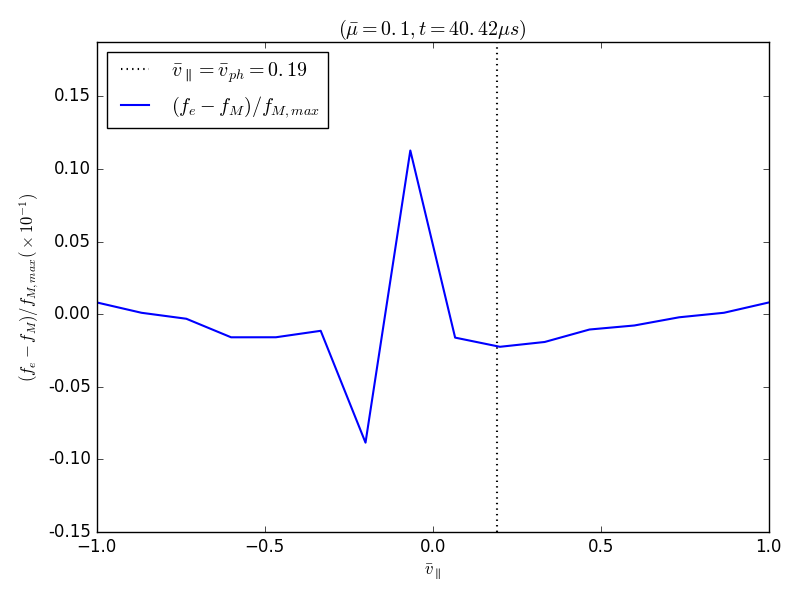 (μ̄ = 0.1, t = 40.42μs)
v̄∥ = v̄ph = 0.19
(fe − fM)/fM,max
(fe − fM)/fM,max(×10⁻¹)
0.15
0.10
0.05
0.00
-0.05
-0.10
-0.15
−1.0 −0.5 0.0 0.5 1.0
v̄∥